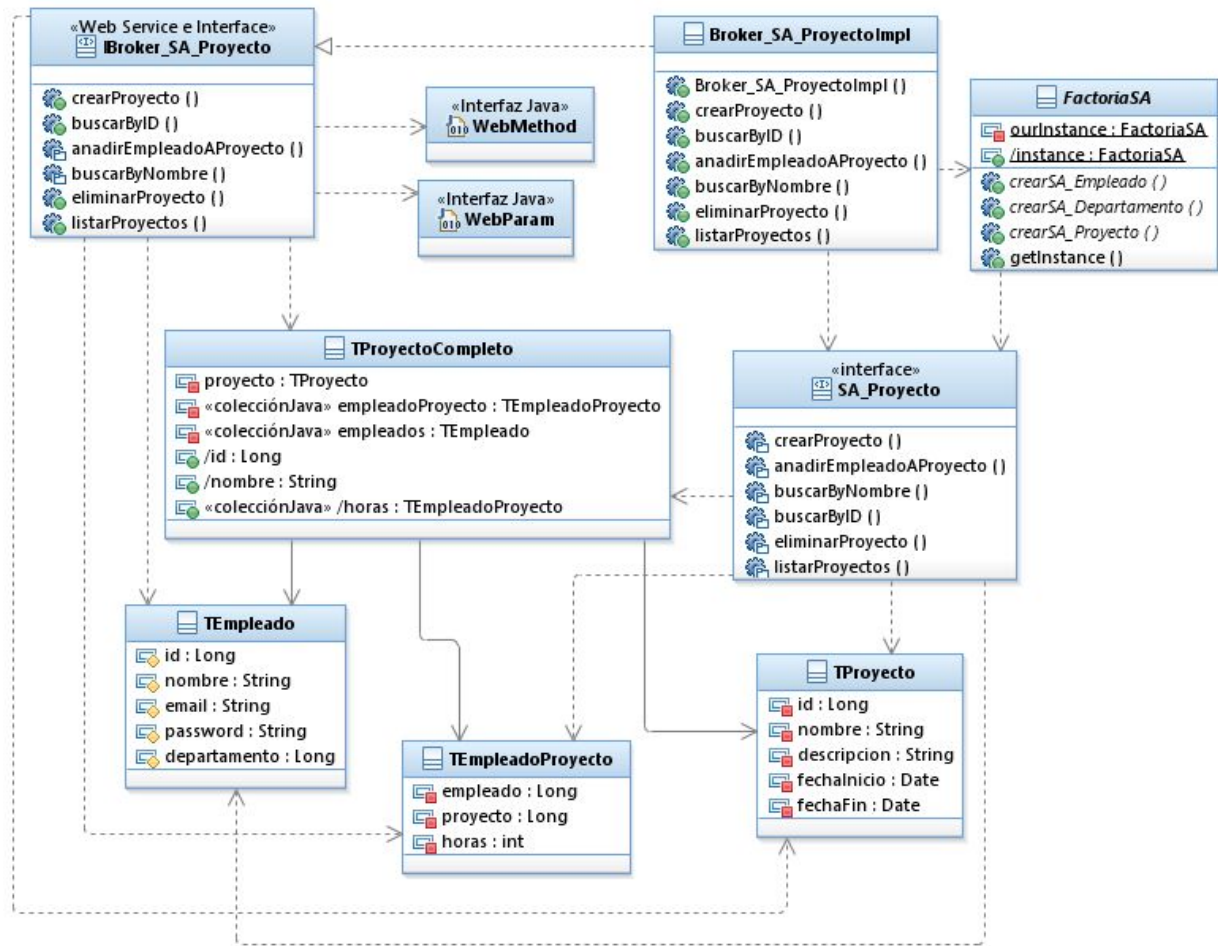 «Web Service e Interface»
IBroker_SA_Proyecto
crearProyecto ()
buscarByID ()
anadirEmpleadoAProyecto ()
buscarByNombre ()
eliminarProyecto ()
listarProyectos ()
«Interfaz Java»
WebMethod
«Interfaz Java»
WebParam
Broker_SA_ProyectoImpl
Broker_SA_ProyectoImpl ()
crearProyecto ()
buscarByID ()
anadirEmpleadoAProyecto ()
buscarByNombre ()
eliminarProyecto ()
listarProyectos ()
FactoriaSA
ourInstance : FactoriaSA
/instance : FactoriaSA
crearSA_Empleado ()
crearSA_Departamento ()
crearSA_Proyecto ()
getInstance ()
TProyectoCompleto
proyecto : TProyecto
«colecciónJava» empleadoProyecto : TEmpleadoProyecto
«colecciónJava» empleados : TEmpleado
/id : Long
/nombre : String
«colecciónJava» /horas : TEmpleadoProyecto
«interface»
SA_Proyecto
crearProyecto ()
anadirEmpleadoAProyecto ()
buscarByNombre ()
buscarByID ()
eliminarProyecto ()
listarProyectos ()
TEmpleado
id : Long
nombre : String
email : String
password : String
departamento : Long
TEmpleadoProyecto
empleado : Long
proyecto : Long
horas : int
TProyecto
id : Long
nombre : String
descripcion : String
fechaInicio : Date
fechaFin : Date